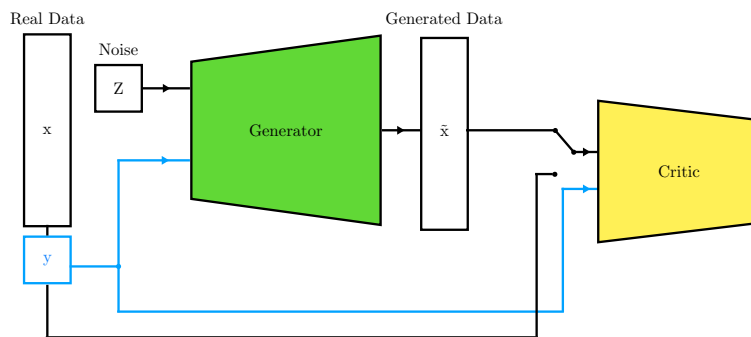 Real Data
Generated Data
Noise
Z
x
Generator
x̃
Critic
y